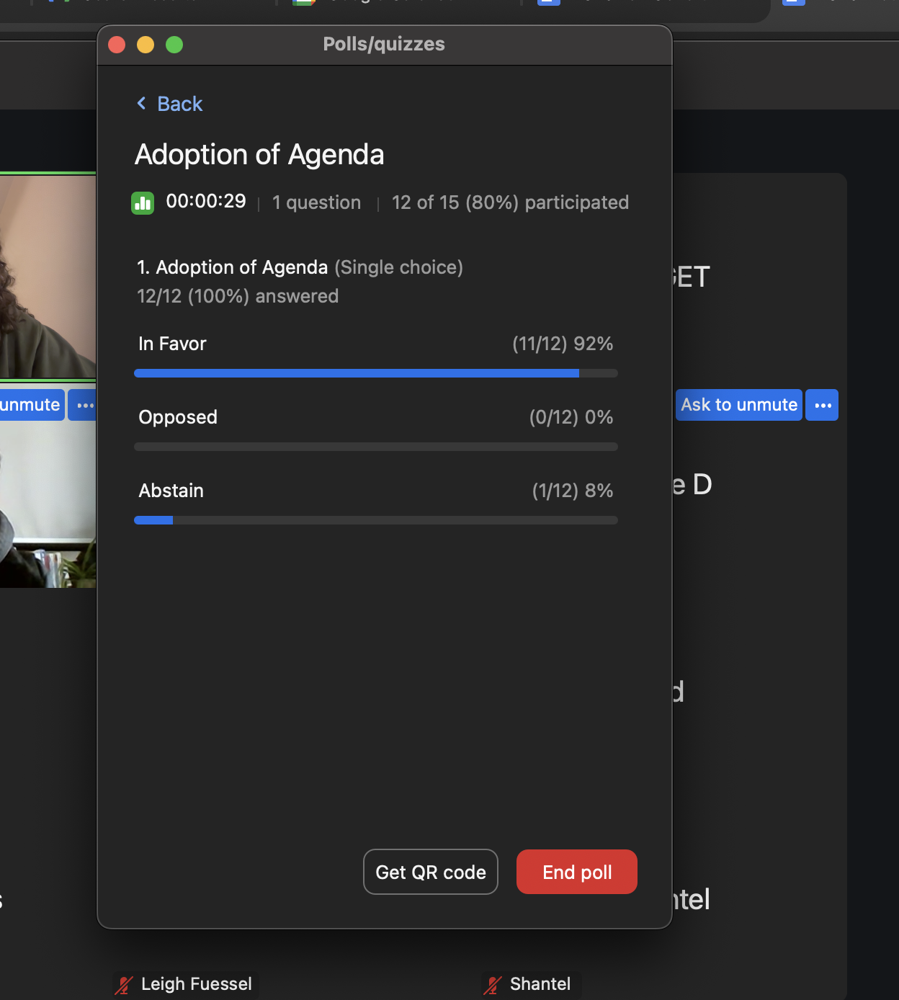 Polls/quizzes
Back
Adoption of Agenda
00:00:29 | 1 question | 12 of 15 (80%) participated
1. Adoption of Agenda (Single choice)
12/12 (100%) answered
In Favor (11/12) 92%
unmute ... Ask to unmute ...
Opposed (0/12) 0%
Abstain (1/12) 8%
Get QR code End poll
Leigh Fuessel Shantel